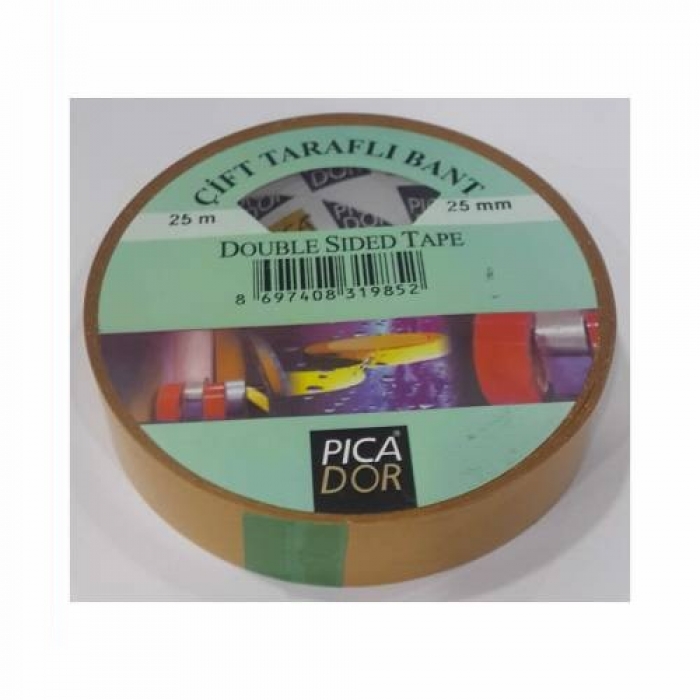 ÇİFT TARAFLI BANT
25 m
25 mm
DOUBLE SIDED TAPE
8 697408 319852
PICA
DOR